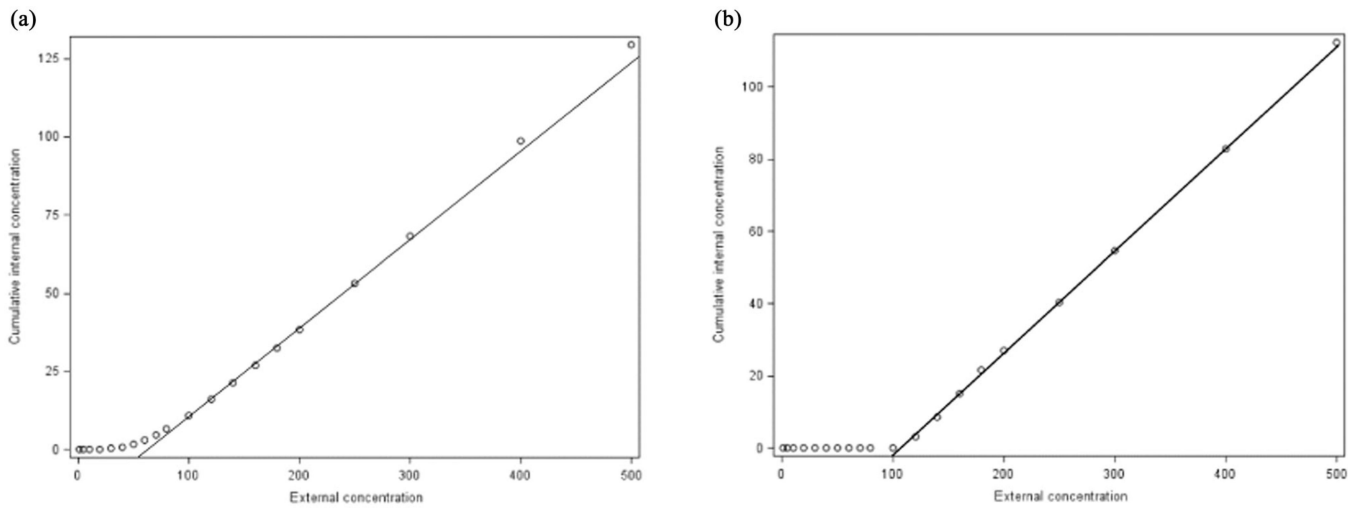 (a)
125
100
75
50
25
0
Cumulative internal concentration
0 100 200 300 400 500
External concentration
(b)
100
80
60
40
20
0
Cumulative internal concentration
0 100 200 300 400 500
External concentration